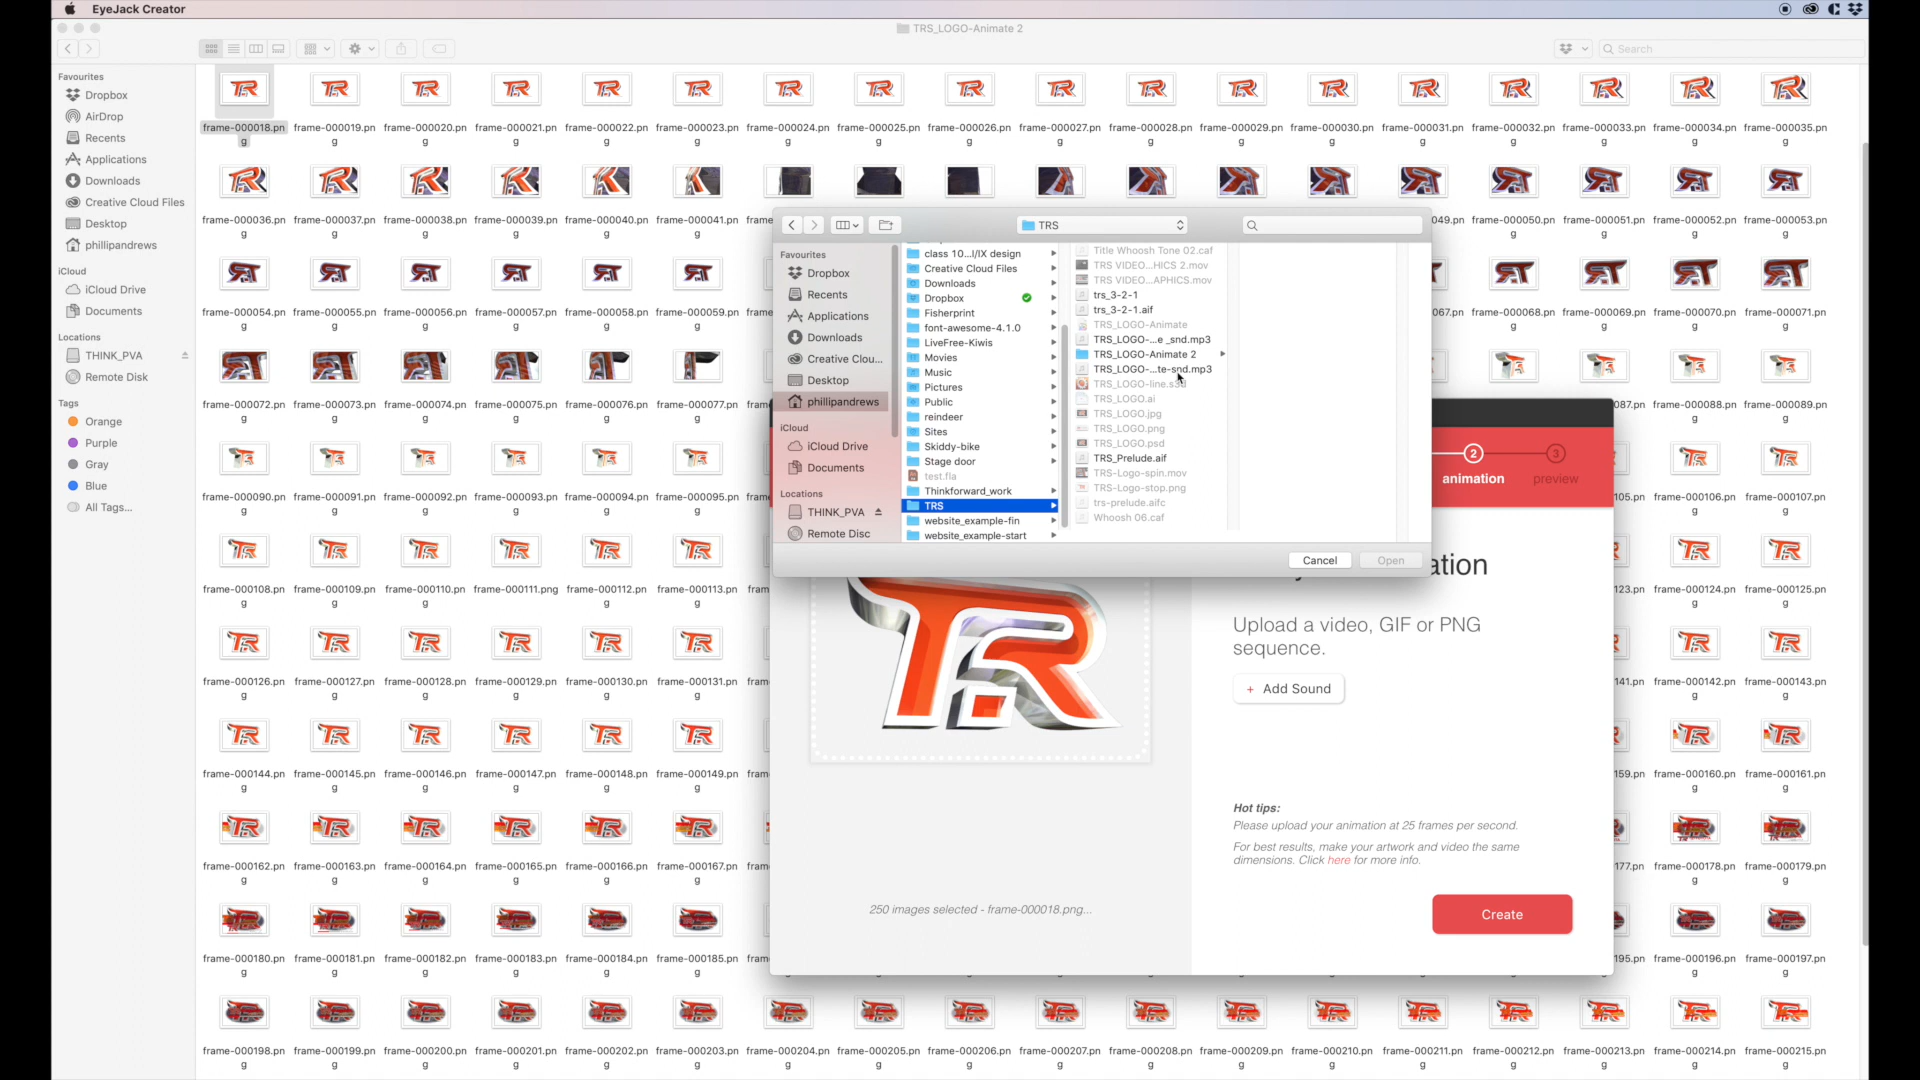 EyeJack Creator
TRS_LOGO-Animate 2
Search
Favourites
Dropbox
AirDrop
Recents
Applications
Downloads
Creative Cloud Files
Desktop
phillipandrews
iCloud
iCloud Drive
Documents
Locations
THINK_PVA
Remote Disk
Tags
Orange
Purple
Gray
Blue
All Tags...
frame-000018.png frame-000019.png frame-000020.png frame-000021.png frame-000022.png frame-000023.png frame-000024.png frame-000025.png frame-000026.png frame-000027.png frame-000028.png frame-000029.png frame-000030.png frame-000031.png frame-000032.png frame-000033.png frame-000034.png frame-000035.png
frame-000036.png frame-000037.png frame-000038.png frame-000039.png frame-000040.png frame-000041.png 049.png frame-000050.png frame-000051.png frame-000052.png frame-000053.png
frame-000054.png frame-000055.png frame-000056.png frame-000057.png frame-000058.png frame-000059.png 067.png frame-000068.png frame-000069.png frame-000070.png frame-000071.png
frame-000072.png frame-000073.png frame-000074.png frame-000075.png frame-000076.png frame-000077.png 087.png frame-000088.png frame-000089.png
frame-000090.png frame-000091.png frame-000092.png frame-000093.png frame-000094.png frame-000095.png 105.png frame-000106.png frame-000107.png
frame-000108.png frame-000109.png frame-000110.png frame-000111.png frame-000112.png frame-000113.png 123.png frame-000124.png frame-000125.png
frame-000126.png frame-000127.png frame-000128.png frame-000129.png frame-000130.png frame-000131.png 141.png frame-000142.png frame-000143.png
frame-000144.png frame-000145.png frame-000146.png frame-000147.png frame-000148.png frame-000149.png 159.png frame-000160.png frame-000161.png
frame-000162.png frame-000163.png frame-000164.png frame-000165.png frame-000166.png frame-000167.png 177.png frame-000178.png frame-000179.png
frame-000180.png frame-000181.png frame-000182.png frame-000183.png frame-000184.png frame-000185.png 195.png frame-000196.png frame-000197.png
frame-000198.png frame-000199.png frame-000200.png frame-000201.png frame-000202.png frame-000203.png frame-000204.png frame-000205.png frame-000206.png frame-000207.png frame-000208.png frame-000209.png frame-000210.png frame-000211.png frame-000212.png frame-000213.png frame-000214.png frame-000215.png
TRS
Favourites
Dropbox
Recents
Applications
Downloads
Creative Clou...
Desktop
phillipandrews
iCloud
iCloud Drive
Documents
Locations
THINK_PVA
Remote Disc
class 10...I/IX design
Creative Cloud Files
Downloads
Dropbox
Fisherprint
font-awesome-4.1.0
LiveFree-Kiwis
Movies
Music
Pictures
Public
reindeer
Sites
Skiddy-bike
Stage door
test.fla
Thinkforward_work
TRS
website_example-fin
website_example-start
Title Whoosh Tone 02.caf
TRS VIDEO...HICS 2.mov
TRS VIDEO...APHICS.mov
trs_3-2-1
trs_3-2-1.aif
TRS_LOGO-Animate
TRS_LOGO-...e _snd.mp3
TRS_LOGO-Animate 2
TRS_LOGO-...te-snd.mp3
TRS_LOGO-line.s3d
TRS_LOGO.ai
TRS_LOGO.jpg
TRS_LOGO.png
TRS_LOGO.psd
TRS_Prelude.aif
TRS-Logo-spin.mov
TRS-Logo-stop.png
trs-prelude.aifc
Whoosh 06.caf
Cancel
Open
2
3
animation
preview
ation
Upload a video, GIF or PNG
sequence.
+ Add Sound
TR
Hot tips:
Please upload your animation at 25 frames per second.
For best results, make your artwork and video the same
dimensions. Click here for more info.
250 images selected - frame-000018.png...
Create